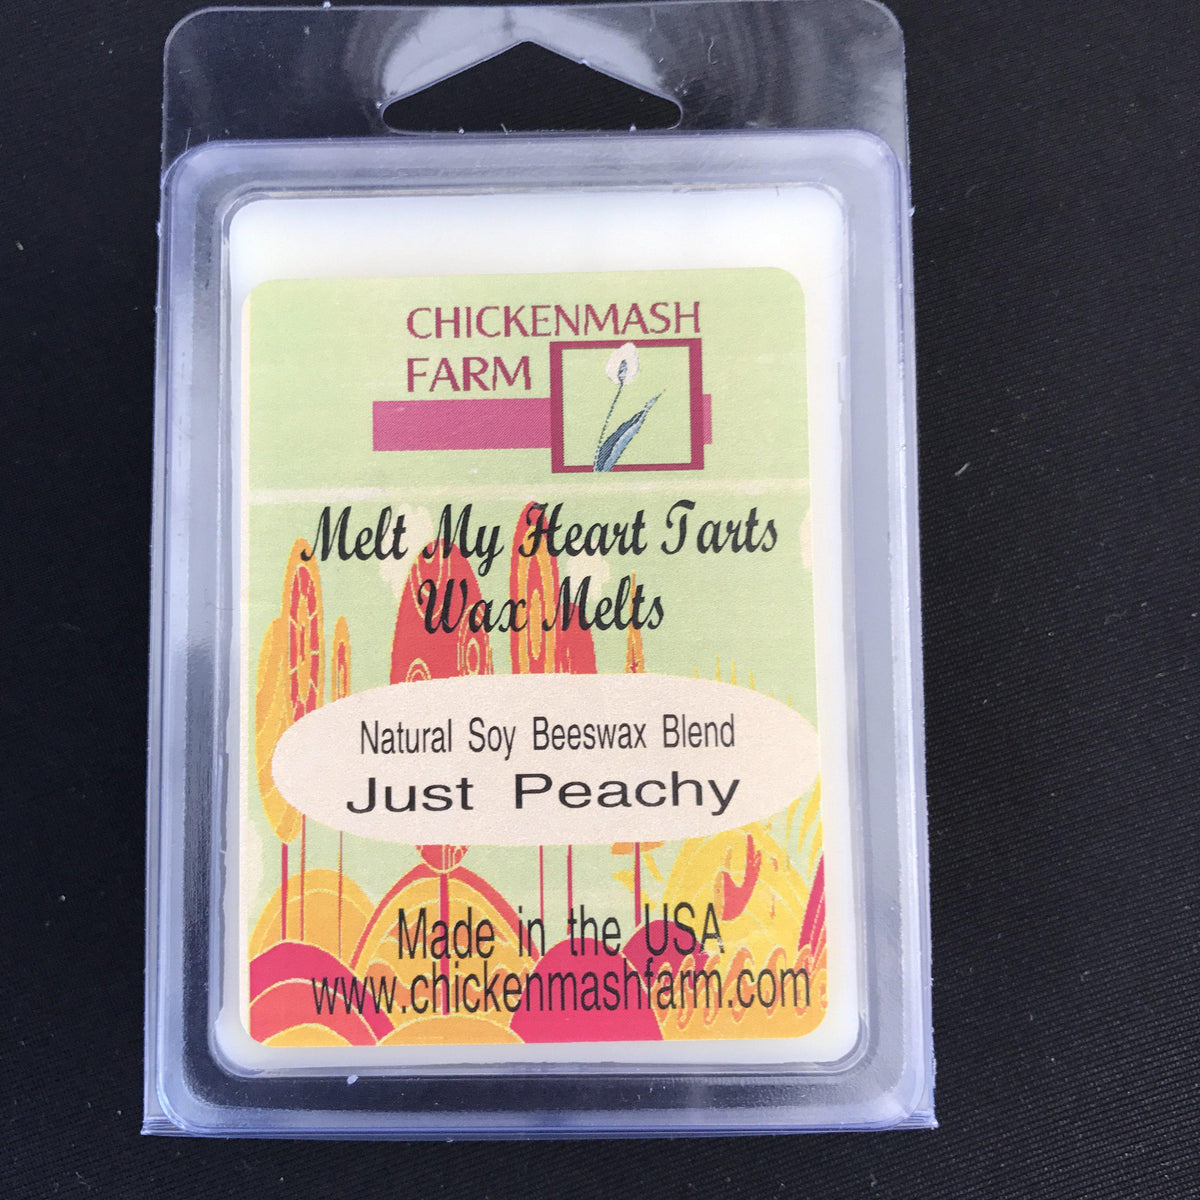 CHICKENMASH
FARM
Melt My Heart Tarts
Wax Melts
Natural Soy Beeswax Blend
Just Peachy
Made in the USA
www.chickenmashfarm.com